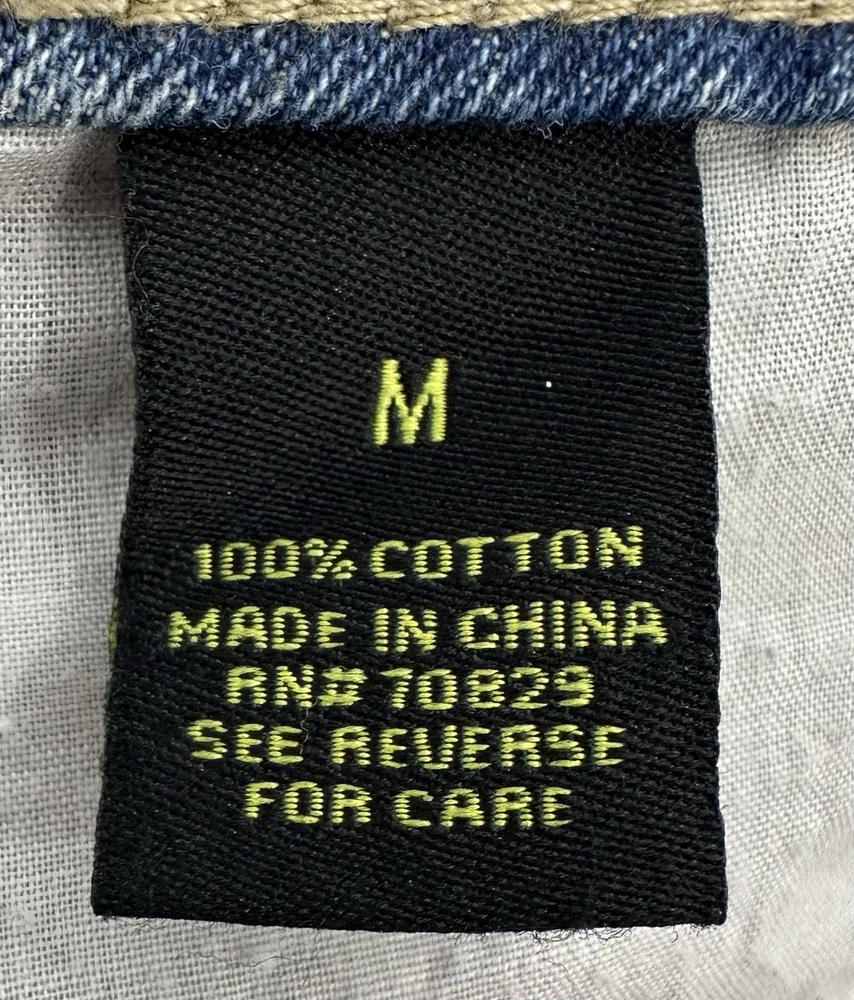 M
100% COTTON
MADE IN CHINA
RN# 70829
SEE REVERSE
FOR CARE